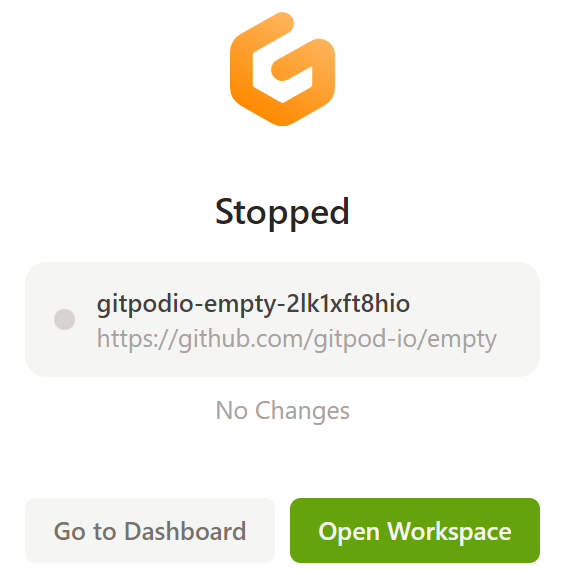 Stopped
gitpodio-empty-2lk1xft8hio
https://github.com/gitpod-io/empty
No Changes
Go to Dashboard
Open Workspace